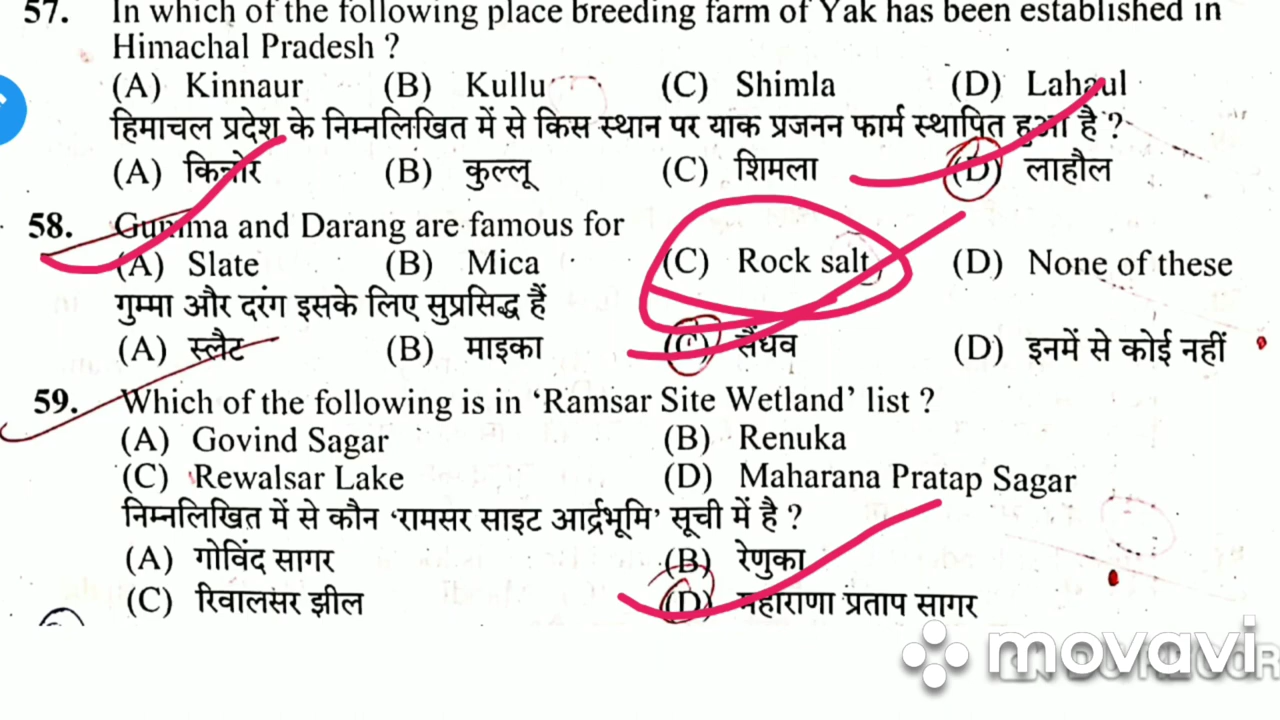 57. In which of the following place breeding farm of Yak has been established in
Himachal Pradesh ?
(A) Kinnaur (B) Kullu (C) Shimla (D) Lahaul
हिमाचल प्रदेश के निम्नलिखित में से किस स्थान पर याक प्रजनन फार्म स्थापित हुआ है ?
(A) किन्नोर (B) कुल्लू (C) शिमला (D) लाहौल
58. Gumma and Darang are famous for
(A) Slate (B) Mica (C) Rock salt (D) None of these
गुम्मा और दरंग इसके लिए सुप्रसिद्ध हैं
(A) स्लैट (B) माइका (C) सैंधव (D) इनमें से कोई नहीं
59. Which of the following is in ‘Ramsar Site Wetland’ list ?
(A) Govind Sagar (B) Renuka
(C) Rewalsar Lake (D) Maharana Pratap Sagar
निम्नलिखित में से कौन ‘रामसर साइट आर्द्रभूमि’ सूची में है ?
(A) गोविंद सागर (B) रेणुका
(C) रिवालसर झील (D) महाराणा प्रताप सागर
movavi